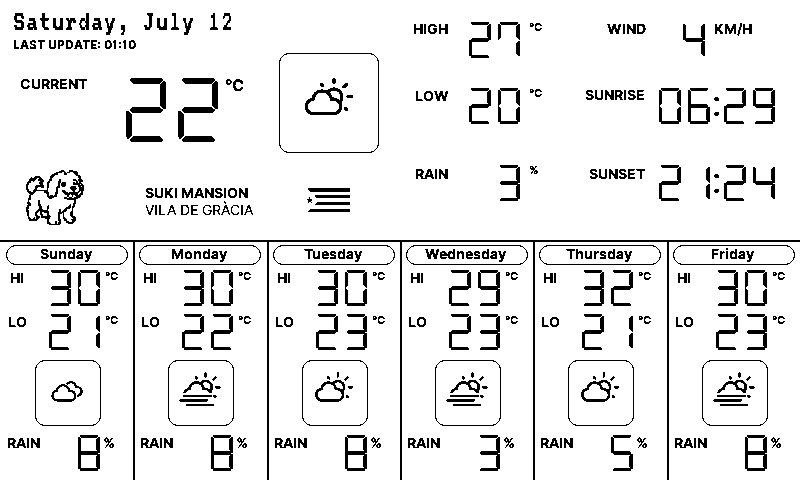 Saturday, July 12
LAST UPDATE: 01:10
CURRENT 22 °C
HIGH 27 °C
WIND 4 KM/H
LOW 20 °C
SUNRISE 06:29
RAIN 3 %
SUNSET 21:24
SUKI MANSION
VILA DE GRÀCIA
Sunday
HI 30 °C
LO 21 °C
RAIN 8 %
Monday
HI 30 °C
LO 22 °C
RAIN 8 %
Tuesday
HI 30 °C
LO 23 °C
RAIN 8 %
Wednesday
HI 29 °C
LO 23 °C
RAIN 3 %
Thursday
HI 32 °C
LO 21 °C
RAIN 5 %
Friday
HI 30 °C
LO 23 °C
RAIN 8 %